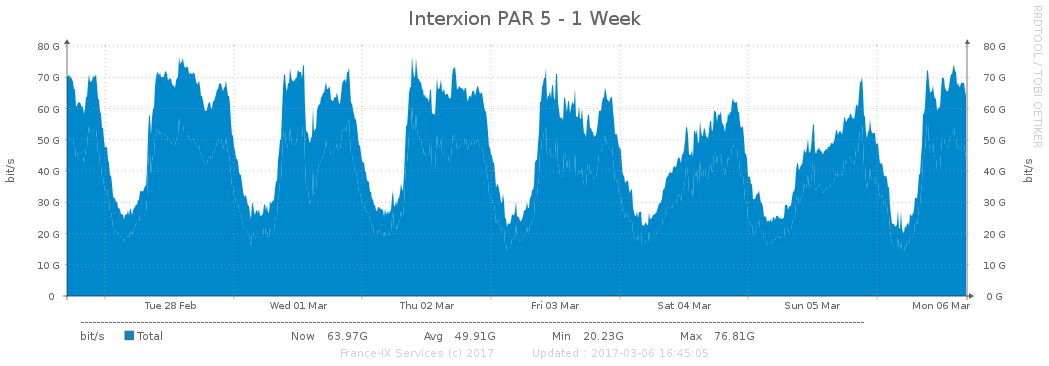 Interxion PAR 5 - 1 Week
RRDTOOL / TOBI OETIKER
bit/s
80 G
70 G
60 G
50 G
40 G
30 G
20 G
10 G
0
80 G
70 G
60 G
50 G
40 G
30 G
20 G
10 G
0 G
bit/s
Tue 28 Feb Wed 01 Mar Thu 02 Mar Fri 03 Mar Sat 04 Mar Sun 05 Mar Mon 06 Mar
bit/s Total Now 63.97G Avg 49.91G Min 20.23G Max 76.81G
France-IX Services (c) 2017 Updated : 2017-03-06 16:45:05